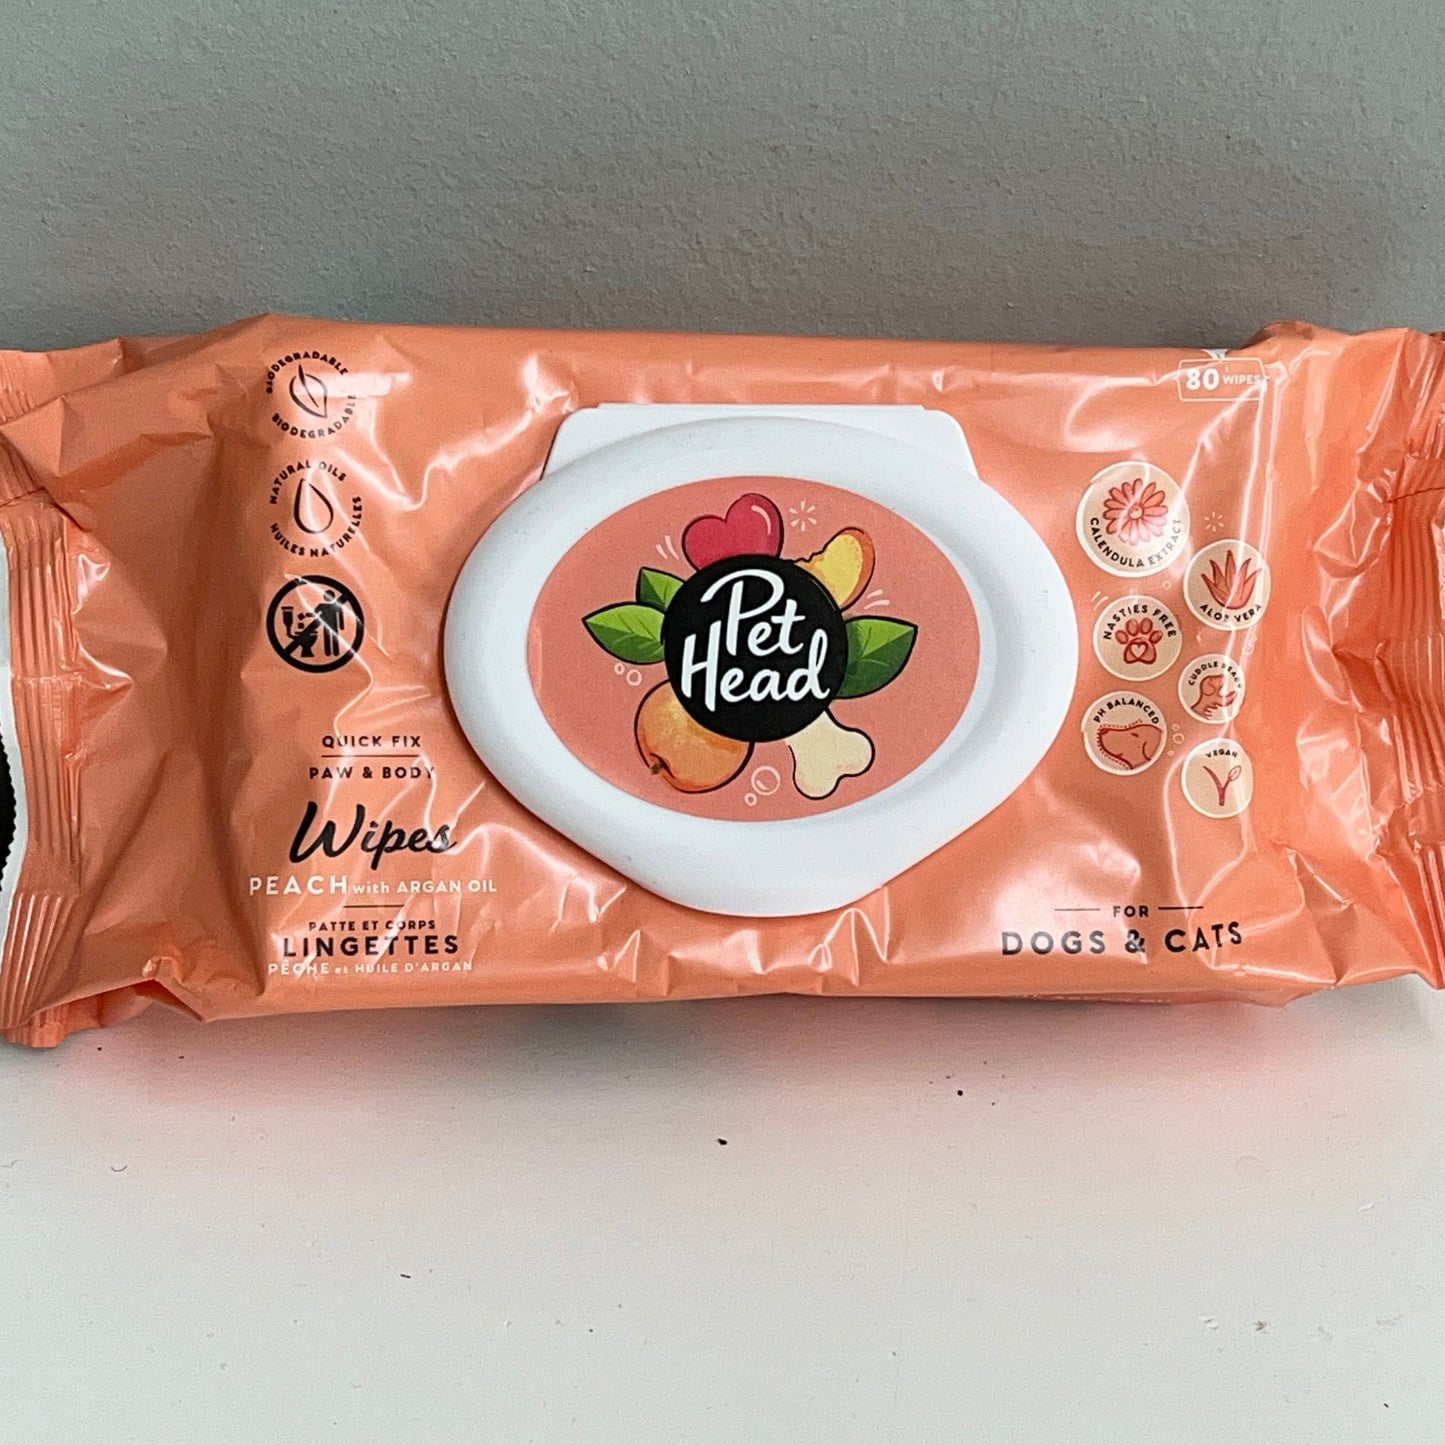 BIODEGRADABLE
BIODEGRADABLE
NATURAL OILS
HUILES NATURELLES
QUICK FIX
PAW & BODY
Wipes
PEACH with ARGAN OIL
PATTE ET CORPS
LINGETTES
PÊCHE et HUILE D'ARGAN
Pet
Head
80 WIPES
CALENDULA EXTRACT
ALOE VERA
NASTIES FREE
CUDDLE READY
PH BALANCED
VEGAN
FOR
DOGS & CATS